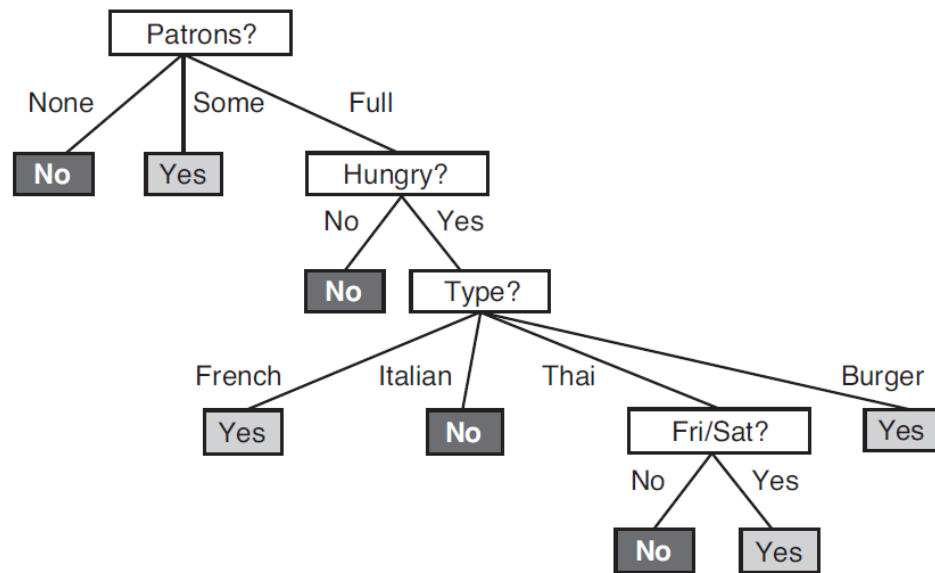 Patrons?
None Some Full
No Yes Hungry?
No Yes
No Type?
French Italian Thai Burger
Yes No Fri/Sat? Yes
No Yes
No Yes